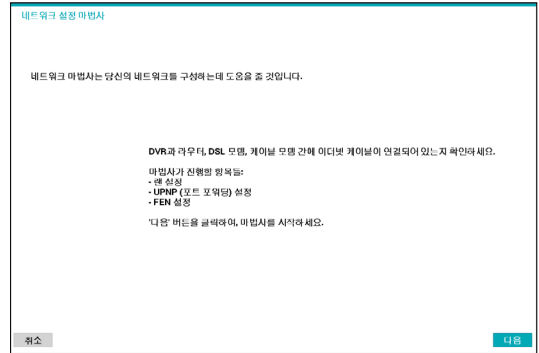 네트워크 설정 마법사
네트워크 마법사는 당신의 네트워크를 구성하는데 도움을 줄 것입니다.
DVR과 라우터, DSL 모뎀, 케이블 모뎀 간에 이더넷 케이블이 연결되어 있는지 확인하세요.
마법사가 진행할 항목들:
- 랜 설정
- UPNP (포트 포워딩) 설정
- FEN 설정
'다음' 버튼을 클릭하여, 마법사를 시작하세요.
취소
다음